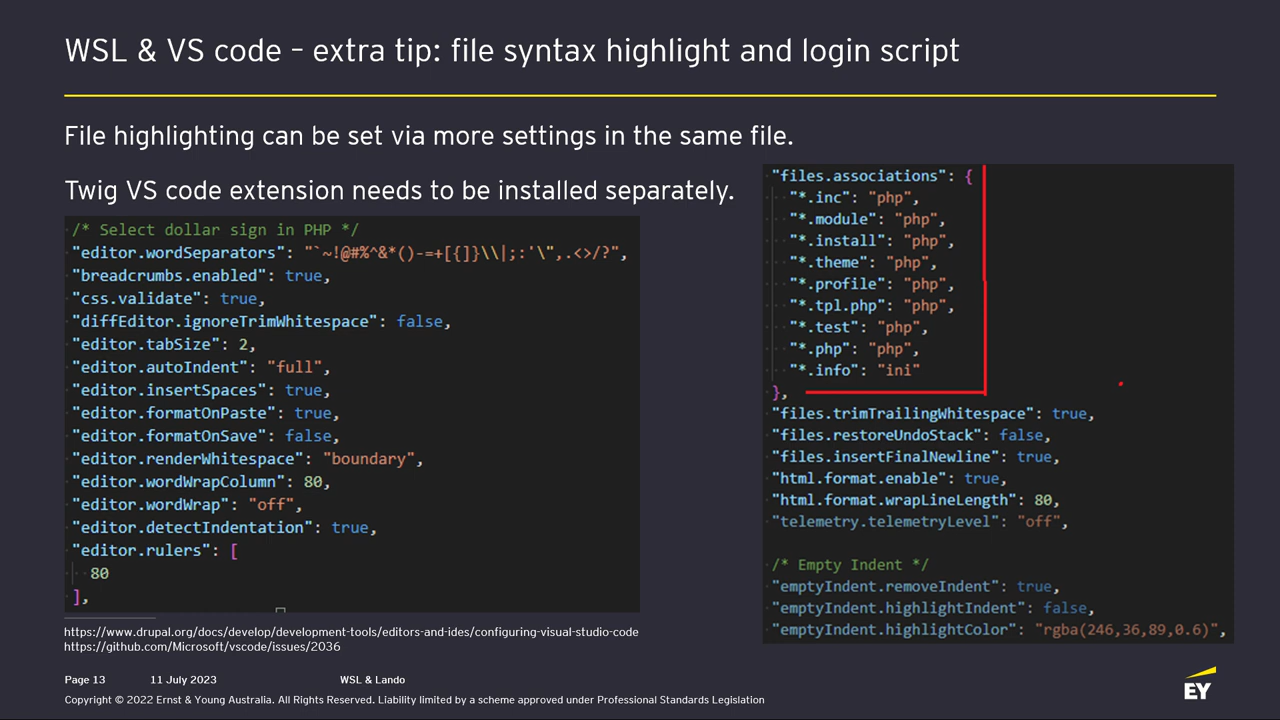 WSL & VS code – extra tip: file syntax highlight and login script
File highlighting can be set via more settings in the same file.
Twig VS code extension needs to be installed separately.
/* Select dollar sign in PHP */
"editor.wordSeparators": "`~!@#%^&*()-=+[{]}\\|;:'\",.<>/?",
"breadcrumbs.enabled": true,
"css.validate": true,
"diffEditor.ignoreTrimWhitespace": false,
"editor.tabSize": 2,
"editor.autoIndent": "full",
"editor.insertSpaces": true,
"editor.formatOnPaste": true,
"editor.formatOnSave": false,
"editor.renderWhitespace": "boundary",
"editor.wordWrapColumn": 80,
"editor.wordWrap": "off",
"editor.detectIndentation": true,
"editor.rulers": [
80
],
"files.associations": {
"*.inc": "php",
"*.module": "php",
"*.install": "php",
"*.theme": "php",
"*.profile": "php",
"*.tpl.php": "php",
"*.test": "php",
"*.php": "php",
"*.info": "ini"
},
"files.trimTrailingWhitespace": true,
"files.restoreUndoStack": false,
"files.insertFinalNewline": true,
"html.format.enable": true,
"html.format.wrapLineLength": 80,
"telemetry.telemetryLevel": "off",
/* Empty Indent */
"emptyIndent.removeIndent": true,
"emptyIndent.highlightIndent": false,
"emptyIndent.highlightColor": "rgba(246,36,89,0.6)",
https://www.drupal.org/docs/develop/development-tools/editors-and-ides/configuring-visual-studio-code
https://github.com/Microsoft/vscode/issues/2036
Page 13 11 July 2023 WSL & Lando
Copyright © 2022 Ernst & Young Australia. All Rights Reserved. Liability limited by a scheme approved under Professional Standards Legislation
EY